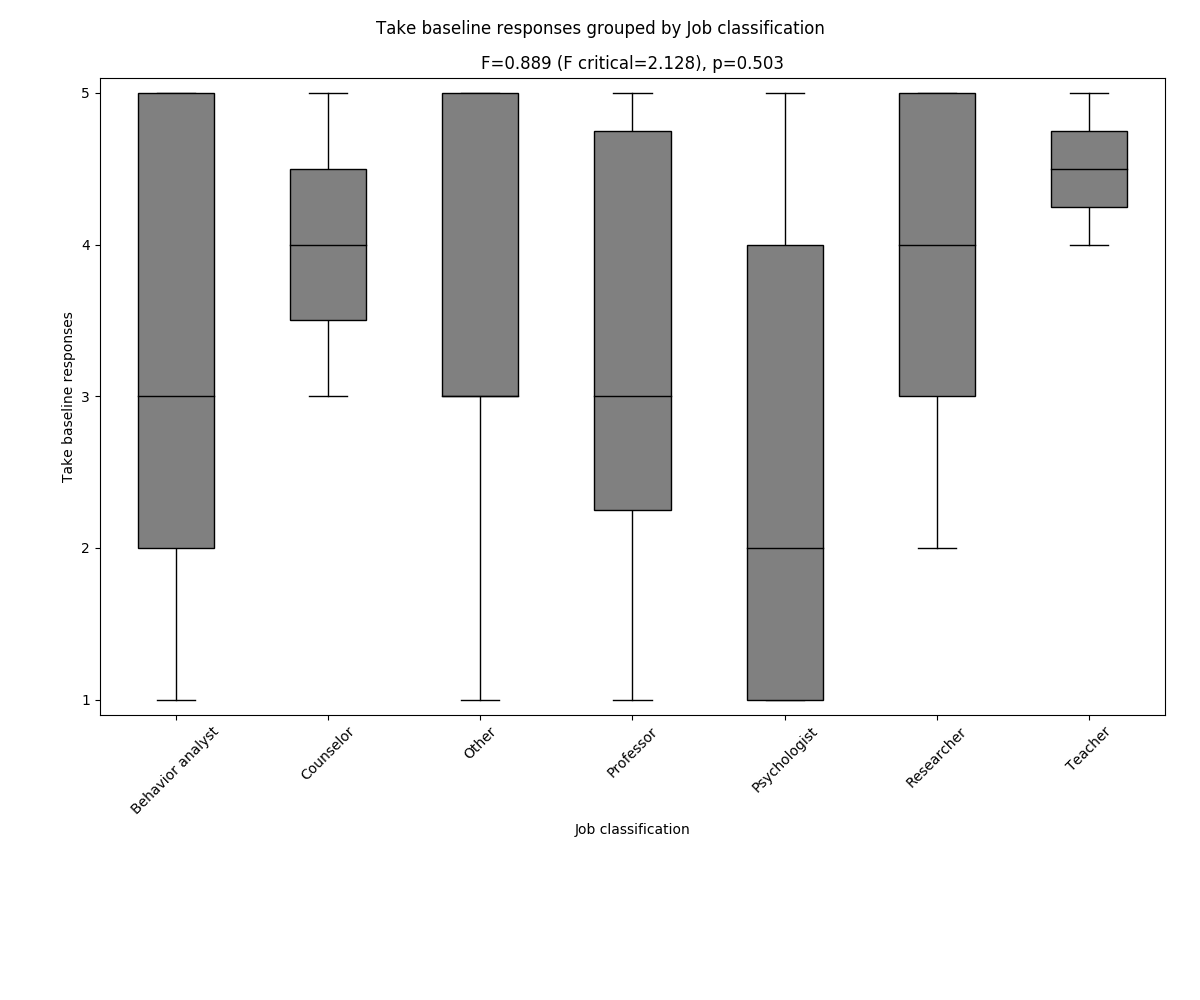 Take baseline responses grouped by Job classification
F=0.889 (F critical=2.128), p=0.503
Take baseline responses
5
4
3
2
1
Behavior analyst
Counselor
Other
Professor
Psychologist
Researcher
Teacher
Job classification